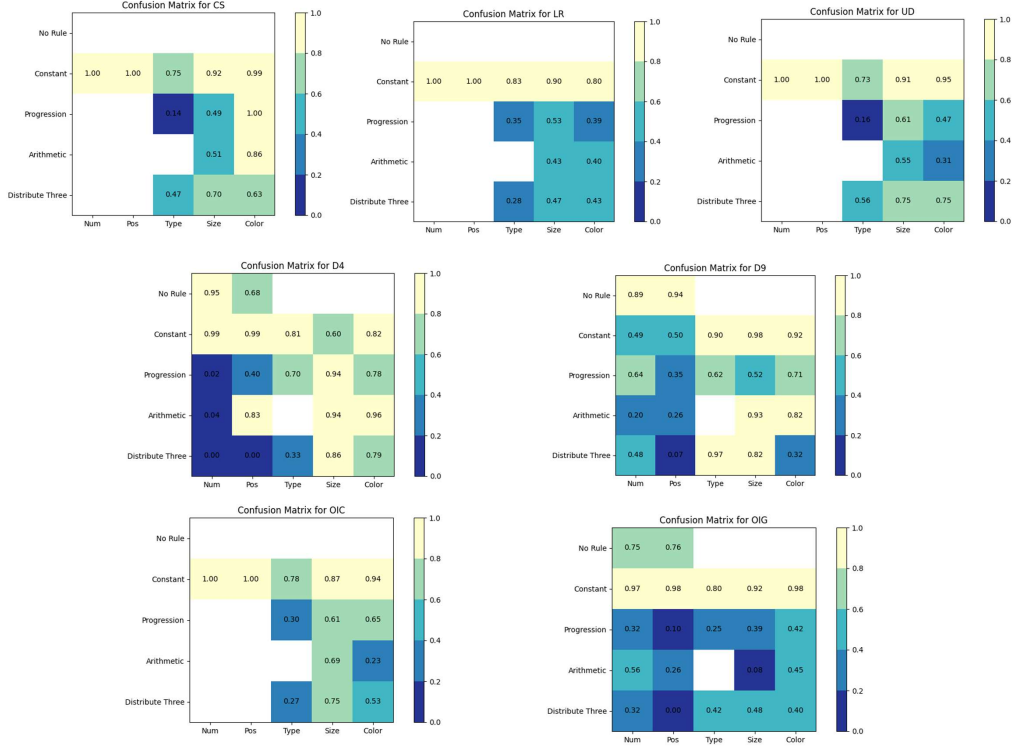 Confusion Matrix for CS
No Rule
Constant 1.00 1.00 0.75 0.92 0.99
Progression 0.14 0.49 1.00
Arithmetic 0.51 0.86
Distribute Three 0.47 0.70 0.63
Num Pos Type Size Color
1.0
0.8
0.6
0.4
0.2
0.0
Confusion Matrix for LR
No Rule
Constant 1.00 1.00 0.83 0.90 0.80
Progression 0.35 0.53 0.39
Arithmetic 0.43 0.40
Distribute Three 0.28 0.47 0.43
Num Pos Type Size Color
1.0
0.8
0.6
0.4
0.2
0.0
Confusion Matrix for UD
No Rule
Constant 1.00 1.00 0.73 0.91 0.95
Progression 0.16 0.61 0.47
Arithmetic 0.55 0.31
Distribute Three 0.56 0.75 0.75
Num Pos Type Size Color
1.0
0.8
0.6
0.4
0.2
0.0
Confusion Matrix for D4
No Rule 0.95 0.68
Constant 0.99 0.99 0.81 0.60 0.82
Progression 0.02 0.40 0.70 0.94 0.78
Arithmetic 0.04 0.83 0.94 0.96
Distribute Three 0.00 0.00 0.33 0.86 0.79
Num Pos Type Size Color
1.0
0.8
0.6
0.4
0.2
0.0
Confusion Matrix for D9
No Rule 0.89 0.94
Constant 0.49 0.50 0.90 0.98 0.92
Progression 0.64 0.35 0.62 0.52 0.71
Arithmetic 0.20 0.26 0.93 0.82
Distribute Three 0.48 0.07 0.97 0.82 0.32
Num Pos Type Size Color
1.0
0.8
0.6
0.4
0.2
0.0
Confusion Matrix for OIC
No Rule
Constant 1.00 1.00 0.78 0.87 0.94
Progression 0.30 0.61 0.65
Arithmetic 0.69 0.23
Distribute Three 0.27 0.75 0.53
Num Pos Type Size Color
1.0
0.8
0.6
0.4
0.2
0.0
Confusion Matrix for OIG
No Rule 0.75 0.76
Constant 0.97 0.98 0.80 0.92 0.98
Progression 0.32 0.10 0.25 0.39 0.42
Arithmetic 0.56 0.26 0.08 0.45
Distribute Three 0.32 0.00 0.42 0.48 0.40
Num Pos Type Size Color
1.0
0.8
0.6
0.4
0.2
0.0